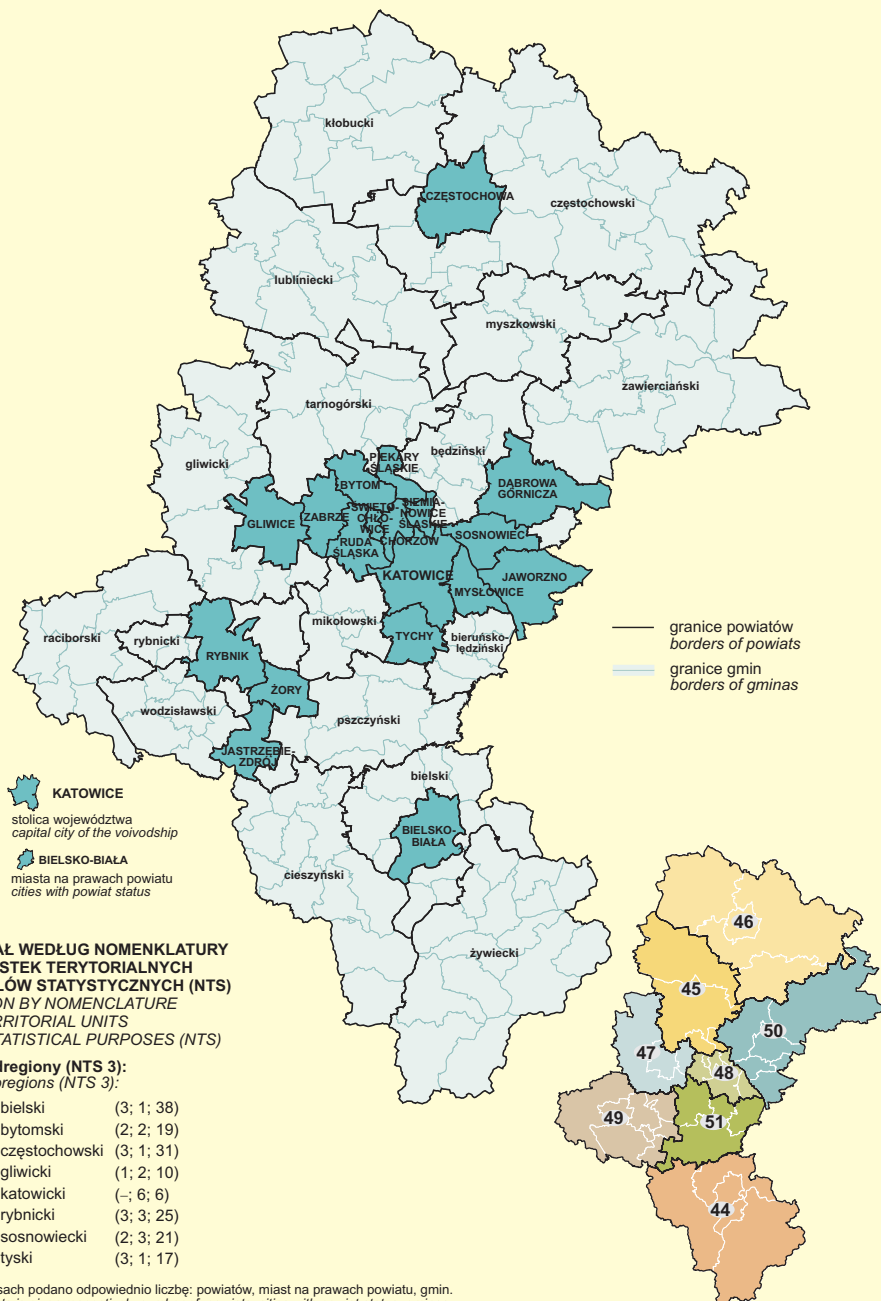 kłobucki
CZĘSTOCHOWA
częstochowski
lubliniecki
myszkowski
zawierciański
tarnogórski
będziński
gliwicki
PIEKARY
ŚLĄSKIE
BYTOM
DĄBROWA
GÓRNICZA
GLIWICE
ZABRZE
ŚWIĘTO-
CHŁO-
WICE
SIEMIA-
NOWICE
ŚLĄSKIE
RUDA
ŚLĄSKA
CHORZÓW
SOSNOWIEC
KATOWICE
MYSŁOWICE
JAWORZNO
mikołowski
TYCHY
bieruńsko-
lędziński
raciborski
rybnicki
RYBNIK
ŻORY
wodzisławski
pszczyński
JASTRZĘBIE-
ZDRÓJ
bielski
BIELSKO-
BIAŁA
cieszyński
żywiecki
granice powiatów
borders of powiats
granice gmin
borders of gminas
KATOWICE
stolica województwa
capital city of the voivodship
BIELSKO-BIAŁA
miasta na prawach powiatu
cities with powiat status
AŁ WEDŁUG NOMENKLATURY
STEK TERYTORIALNYCH
LÓW STATYSTYCZNYCH (NTS)
ON BY NOMENCLATURE
RRITORIAL UNITS
TATISTICAL PURPOSES (NTS)
dregiony (NTS 3):
bregions (NTS 3):
bielski (3; 1; 38)
bytomski (2; 2; 19)
częstochowski (3; 1; 31)
gliwicki (1; 2; 10)
katowicki (–; 6; 6)
rybnicki (3; 3; 25)
sosnowiecki (2; 3; 21)
tyski (3; 1; 17)
sach podano odpowiednio liczbę: powiatów, miast na prawach powiatu, gmin.
46
45
50
47
48
49
51
44